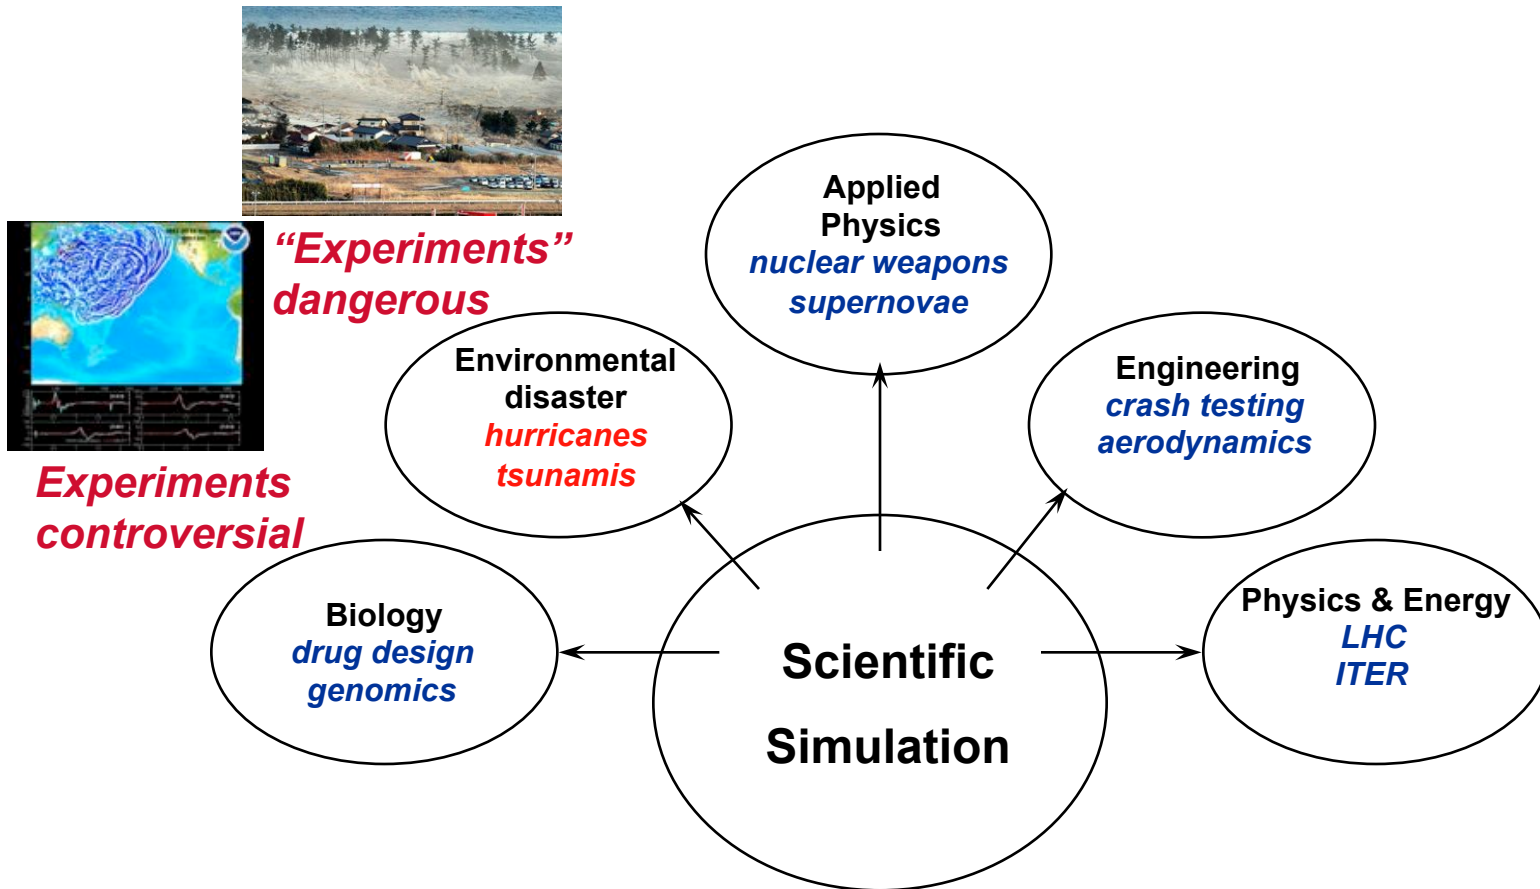 “Experiments”
dangerous
Experiments
controversial
Applied
Physics
nuclear weapons
supernovae
Environmental
disaster
hurricanes
tsunamis
Engineering
crash testing
aerodynamics
Biology
drug design
genomics
Physics & Energy
LHC
ITER
Scientific
Simulation